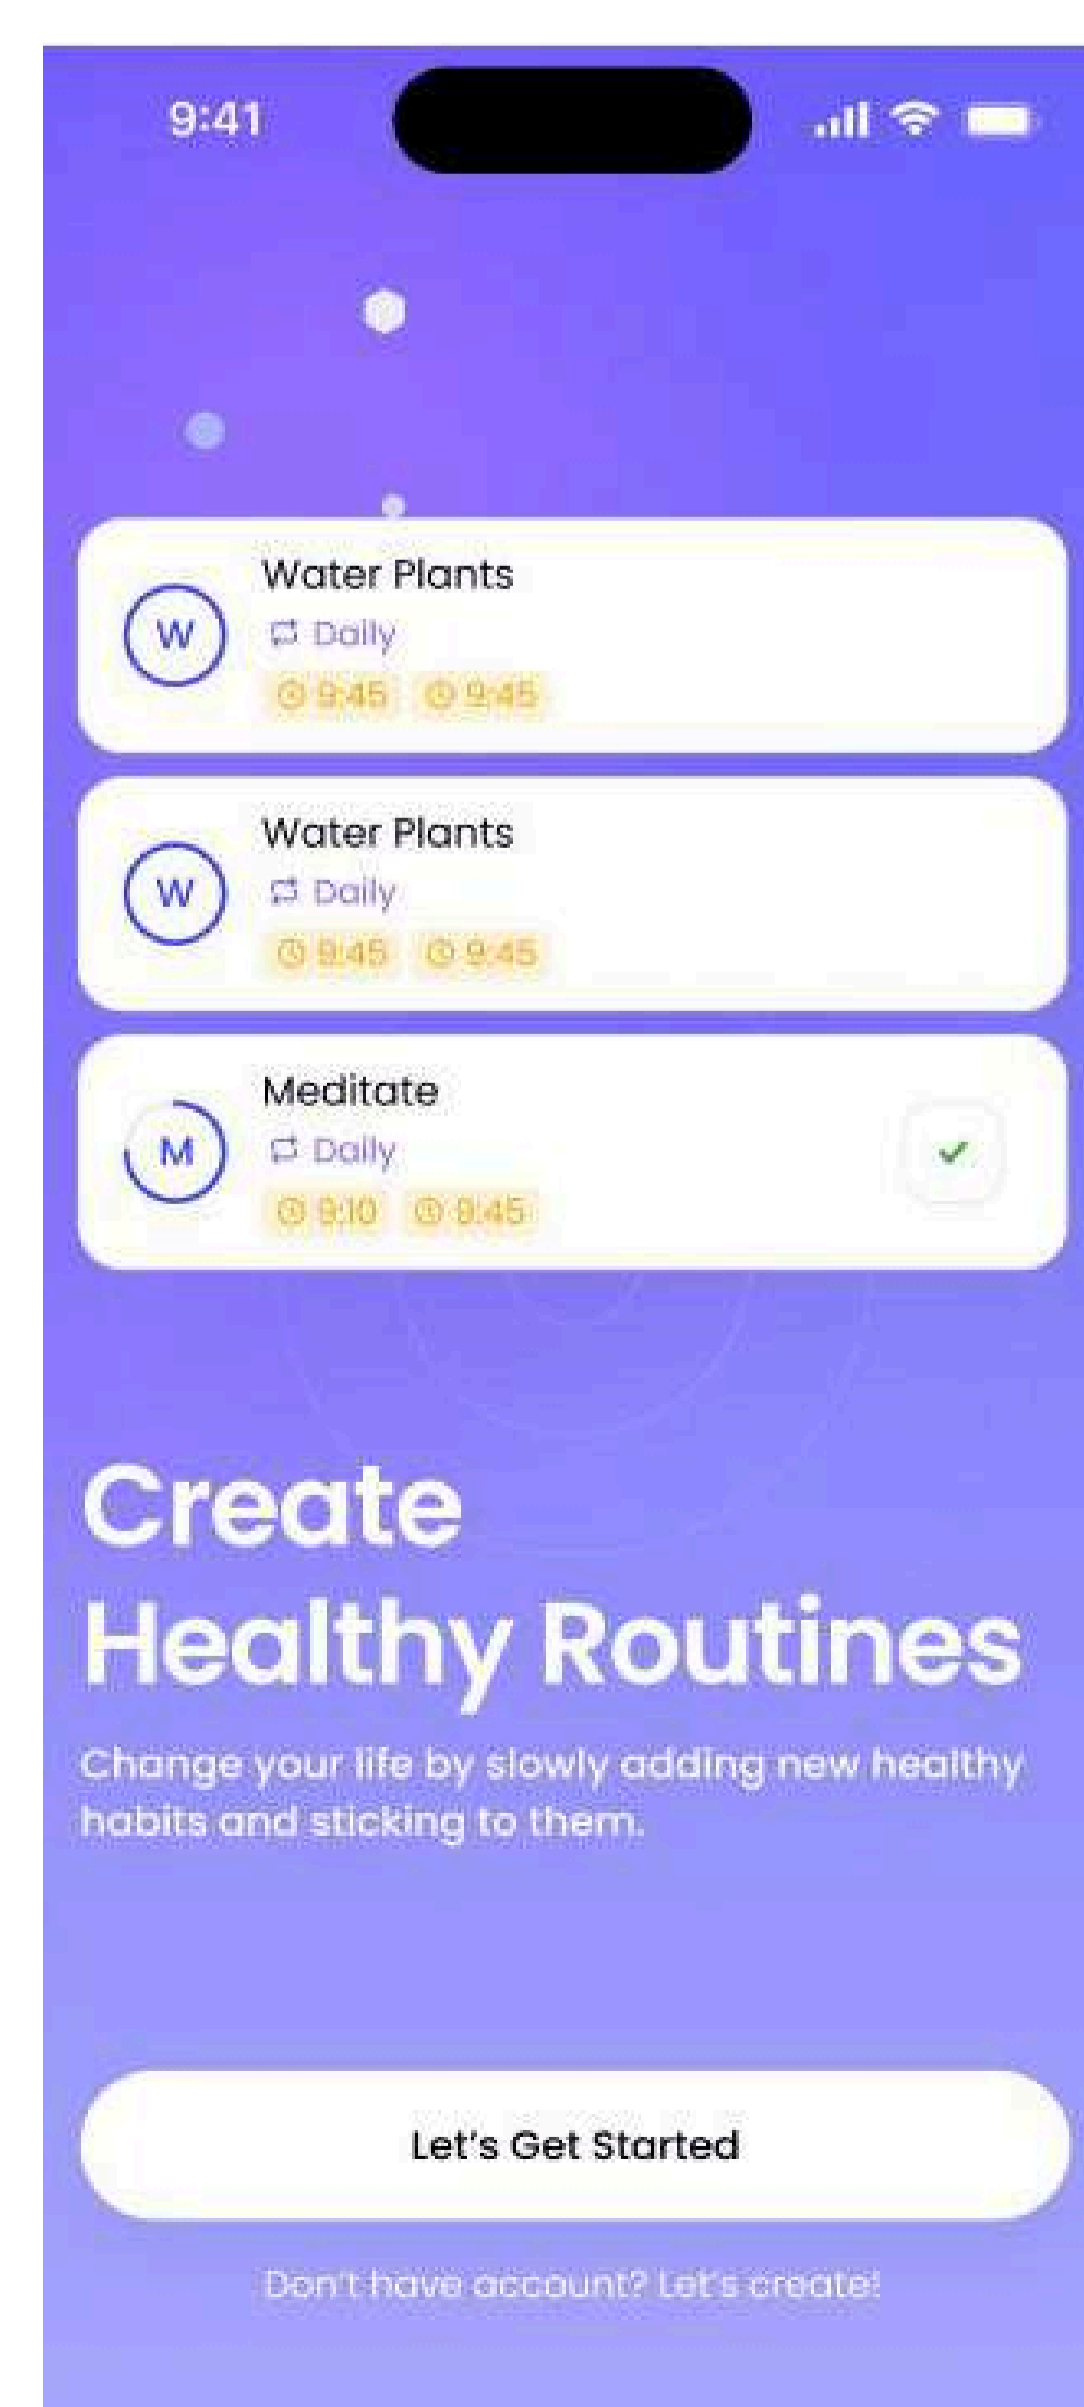 9:41
Water Plants
W
Daily
9:45 9:45
Water Plants
W
Daily
9:45 9:45
Meditate
M
Daily
9:10 9:45
Create
Healthy Routines
Change your life by slowly adding new healthy
habits and sticking to them.
Let's Get Started
Don't have account? Let's create!